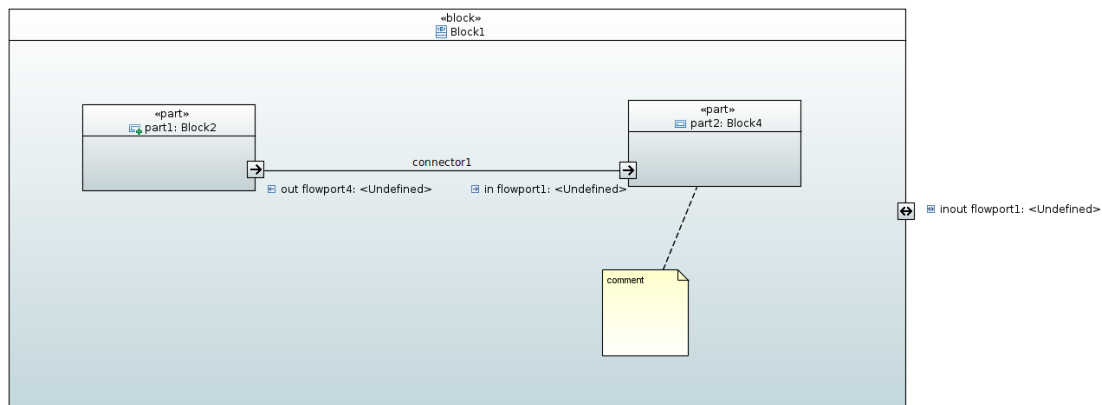 «block»
Block1
«part»
part1: Block2
«part»
part2: Block4
connector1
out flowport4: <Undefined>
in flowport1: <Undefined>
inout flowport1: <Undefined>
comment